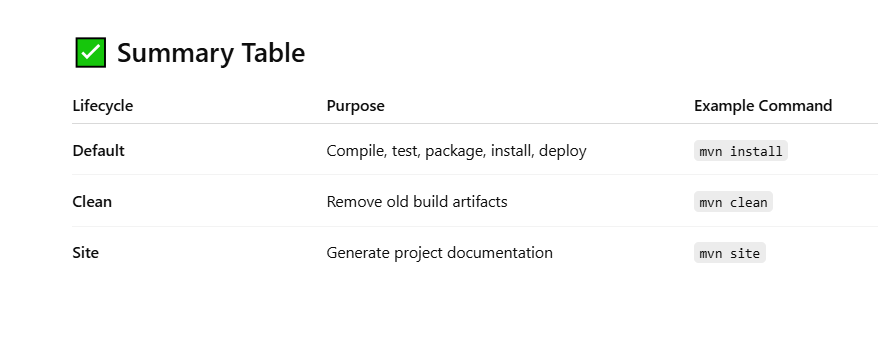 ✅ Summary Table
Lifecycle Purpose Example Command
Default Compile, test, package, install, deploy mvn install
Clean Remove old build artifacts mvn clean
Site Generate project documentation mvn site